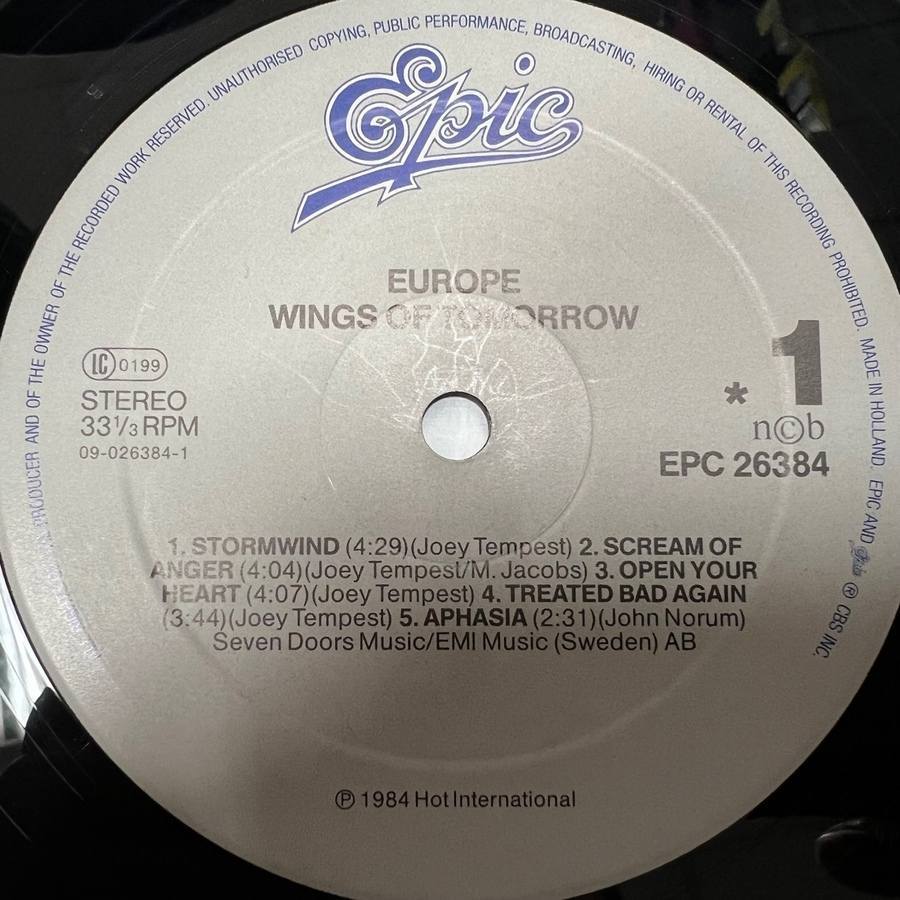 PRODUCER AND OF THE OWNER OF THE RECORDED WORK RESERVED. UNAUTHORISED COPYING, PUBLIC PERFORMANCE, BROADCASTING, HIRING OR RENTAL OF THIS RECORDING PROHIBITED. MADE IN HOLLAND. EPIC AND Epic ® CBS INC.
Epic
EUROPE
WINGS OF TOMORROW
LC 0199
STEREO
33⅓ RPM
09-026384-1
1
*
n©b
EPC 26384
1. STORMWIND (4:29)(Joey Tempest) 2. SCREAM OF
ANGER (4:04)(Joey Tempest/M. Jacobs) 3. OPEN YOUR
HEART (4:07)(Joey Tempest) 4. TREATED BAD AGAIN
(3:44)(Joey Tempest) 5. APHASIA (2:31)(John Norum)
Seven Doors Music/EMI Music (Sweden) AB
℗ 1984 Hot International